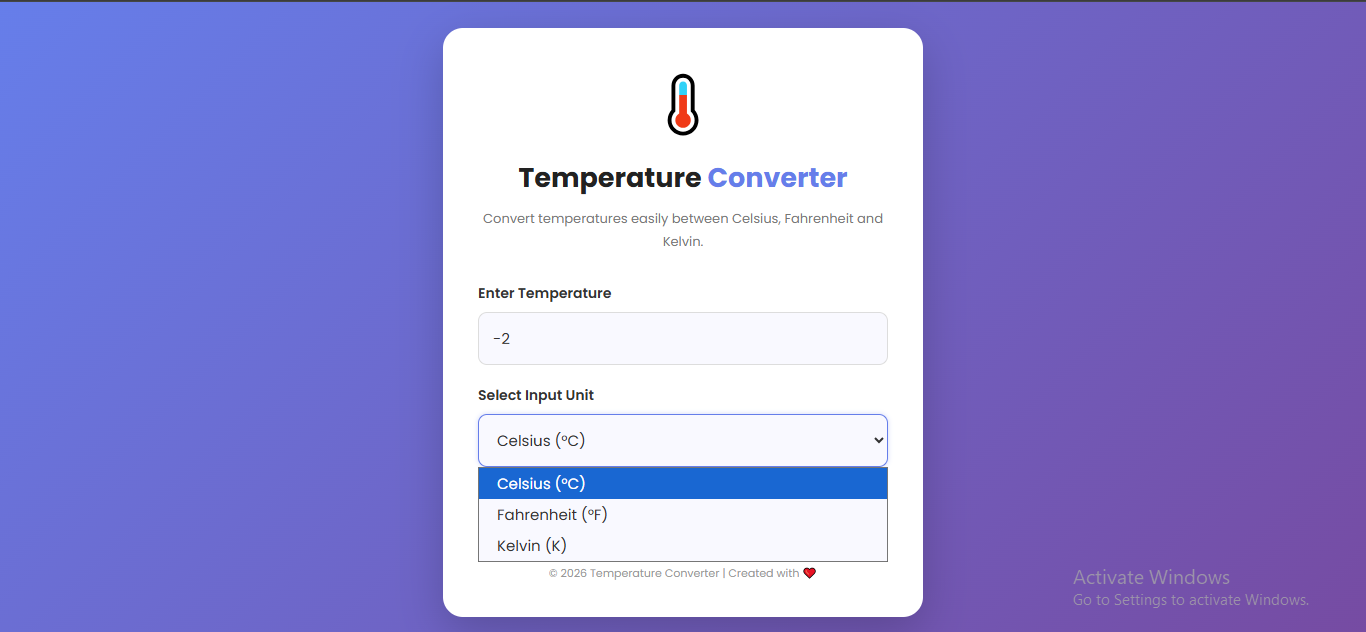 Temperature Converter
Convert temperatures easily between Celsius, Fahrenheit and
Kelvin.
Enter Temperature
-2
Select Input Unit
Celsius (°C)
Celsius (°C)
Fahrenheit (°F)
Kelvin (K)
© 2026 Temperature Converter | Created with ❤️
Activate Windows
Go to Settings to activate Windows.